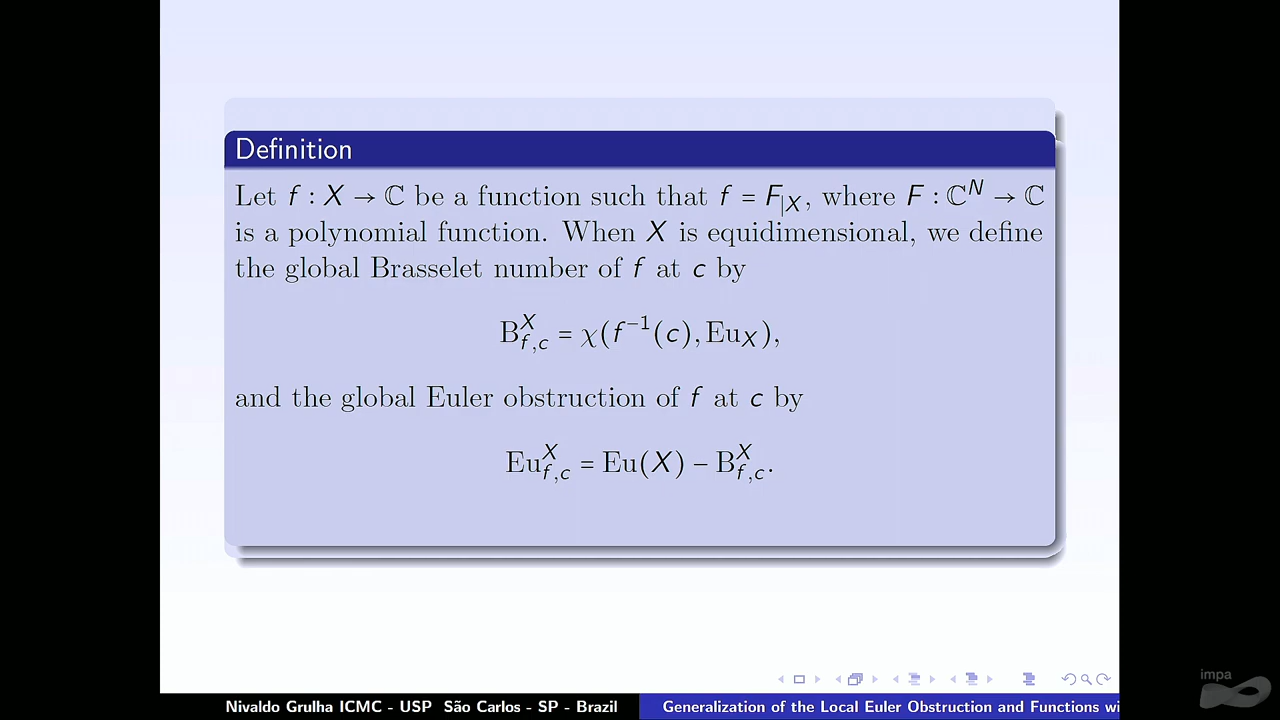 Definition
Let f : X → ℂ be a function such that f = F_{|X}, where F : ℂ^N → ℂ
is a polynomial function. When X is equidimensional, we define
the global Brasselet number of f at c by
B^X_{f,c} = χ(f^{−1}(c), Eu_X),
and the global Euler obstruction of f at c by
Eu^X_{f,c} = Eu(X) − B^X_{f,c}.
impa
Nivaldo Grulha ICMC - USP São Carlos - SP - Brazil
Generalization of the Local Euler Obstruction and Functions wi